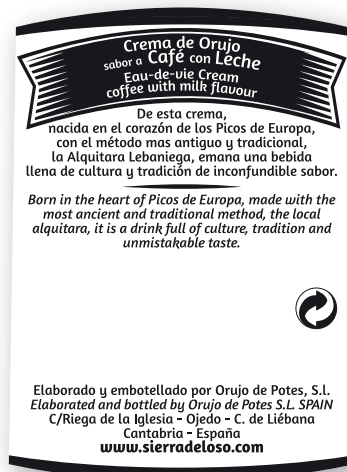 Crema de Orujo
sabor a Café con Leche
Eau-de-vie Cream
coffee with milk flavour
De esta crema,
nacida en el corazón de los Picos de Europa,
con el método mas antiguo y tradicional,
la Alquitara Lebaniega, emana una bebida
llena de cultura y tradición de inconfundible sabor.
Born in the heart of Picos de Europa, made with the
most ancient and traditional method, the local
alquitara, it is a drink full of culture, tradition and
unmistakable taste.
Elaborado y embotellado por Orujo de Potes, S.l.
Elaborated and bottled by Orujo de Potes S.L. SPAIN
C/Riega de la Iglesia - Ojedo - C. de Liébana
Cantabria - España
www.sierradeloso.com